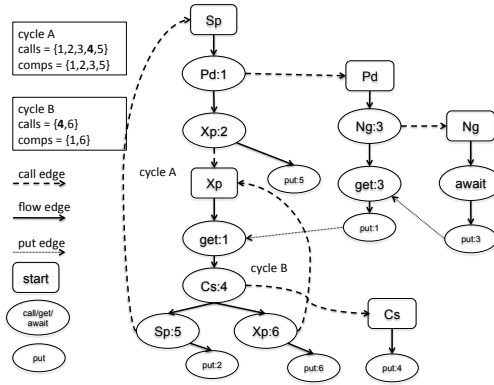 cycle A
calls = {1,2,3,4,5}
comps = {1,2,3,5}
cycle B
calls = {4,6}
comps = {1,6}
call edge
flow edge
put edge
start
call/get/
await
put
Sp
Pd:1
Pd
Xp:2
Ng:3
Ng
cycle A
put:5
Xp
get:3
await
get:1
put:1
put:3
cycle B
Cs:4
Cs
Sp:5
Xp:6
put:2
put:6
put:4